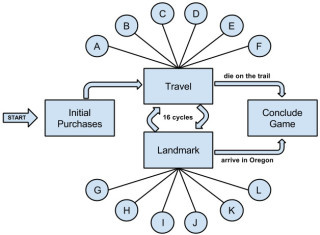 C
D
B
E
A
F
die on the trail
Travel
START
Initial
Purchases
16 cycles
Conclude
Game
Landmark
arrive in Oregon
G
L
H
K
I
J